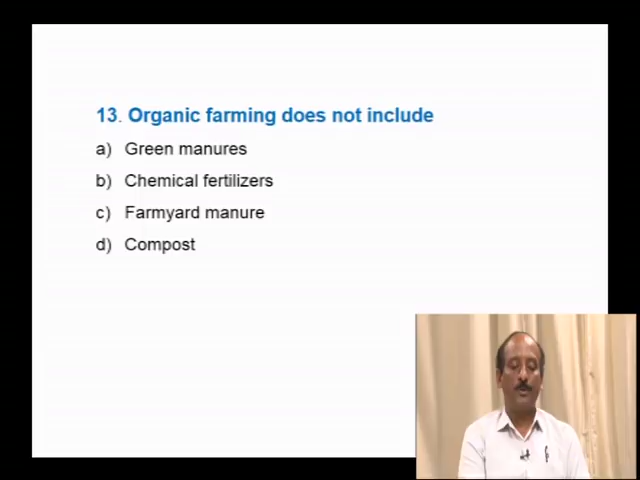 13. Organic farming does not include
a) Green manures
b) Chemical fertilizers
c) Farmyard manure
d) Compost